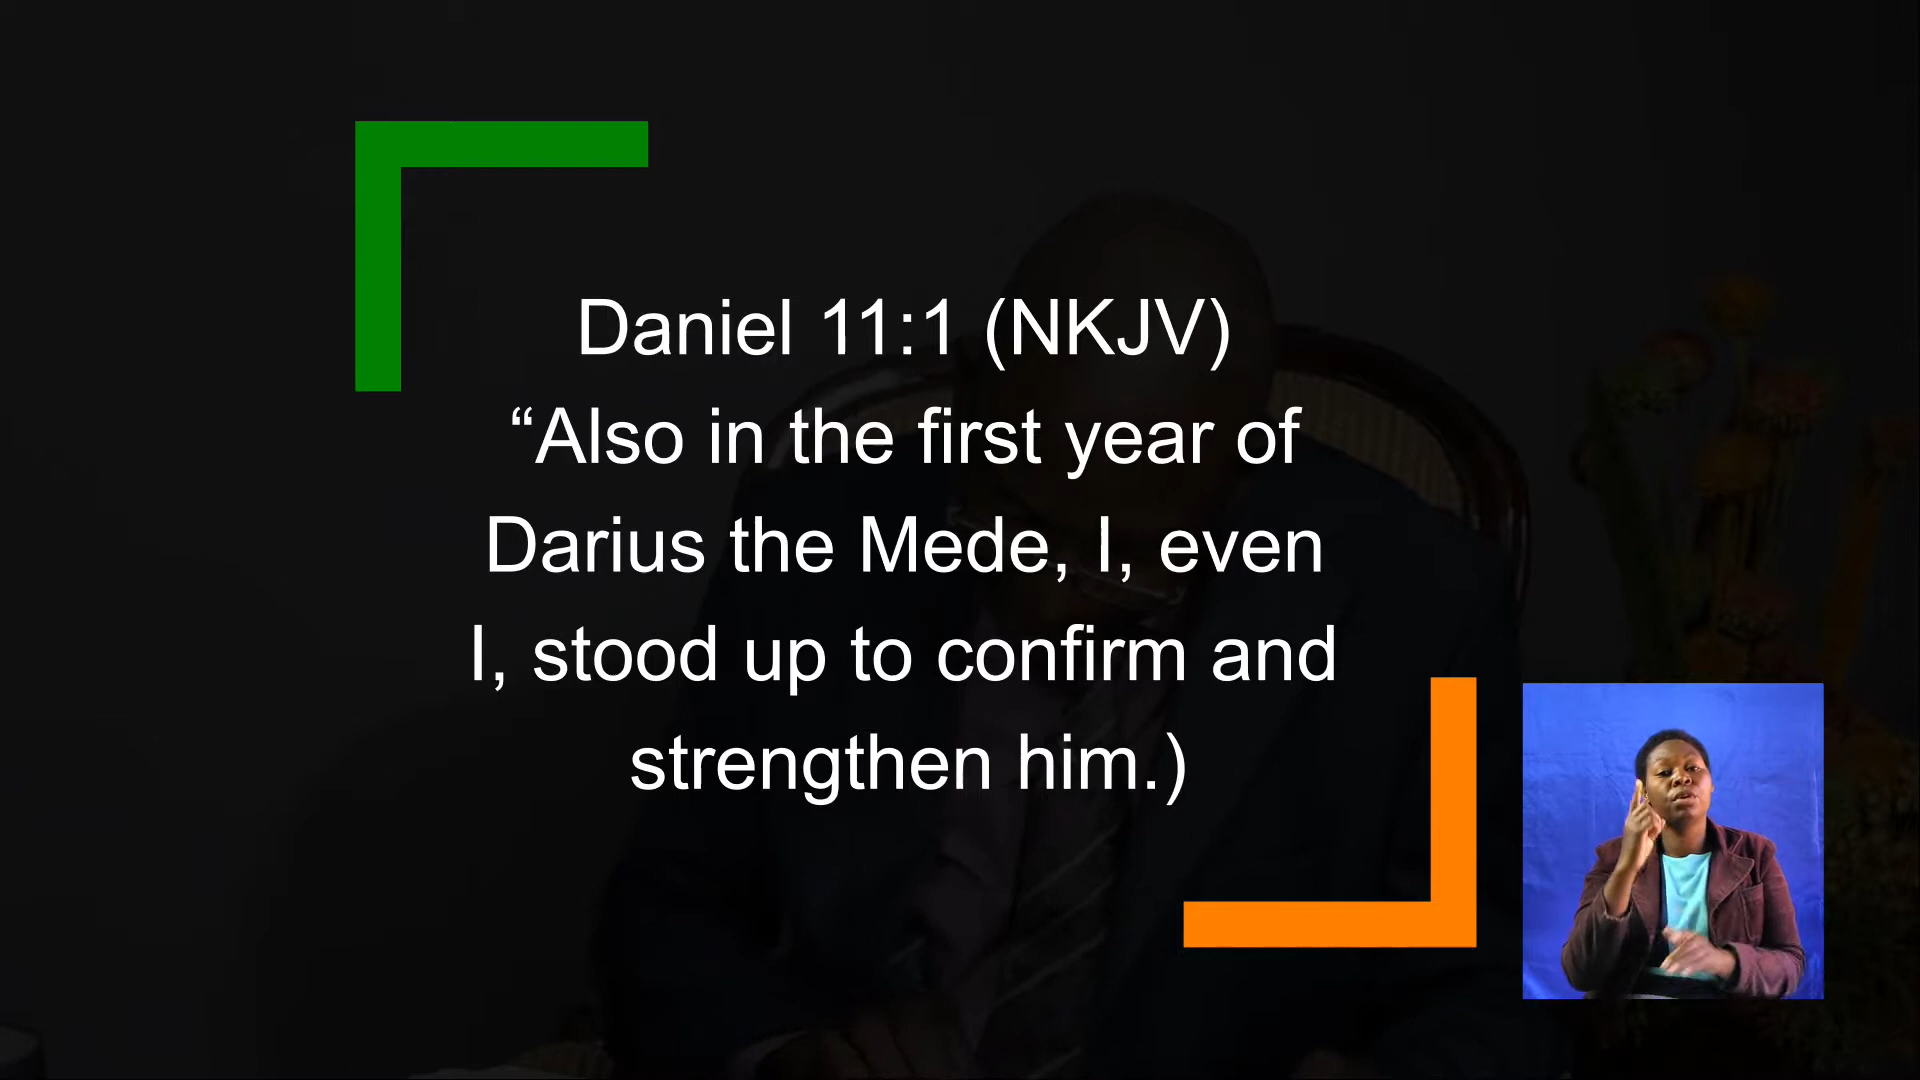 Daniel 11:1 (NKJV)
“Also in the first year of
Darius the Mede, I, even
I, stood up to confirm and
strengthen him.)